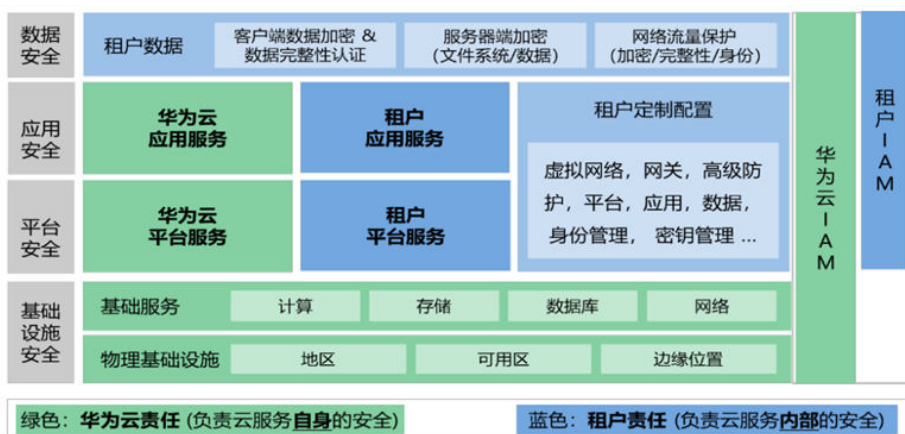 数据
安全
租户数据
客户端数据加密 &
数据完整性认证
服务器端加密
(文件系统/数据)
网络流量保护
(加密/完整性/身份)
应用
安全
华为云
应用服务
租户
应用服务
租户定制配置
虚拟网络，网关，高级防
护，平台，应用，数据，
身份管理， 密钥管理 ...
平台
安全
华为云
平台服务
租户
平台服务
基础
设施
安全
基础服务
计算
存储
数据库
网络
物理基础设施
地区
可用区
边缘位置
华为云IAM
租户IAM
绿色：华为云责任 (负责云服务自身的安全)
蓝色：租户责任 (负责云服务内部的安全)